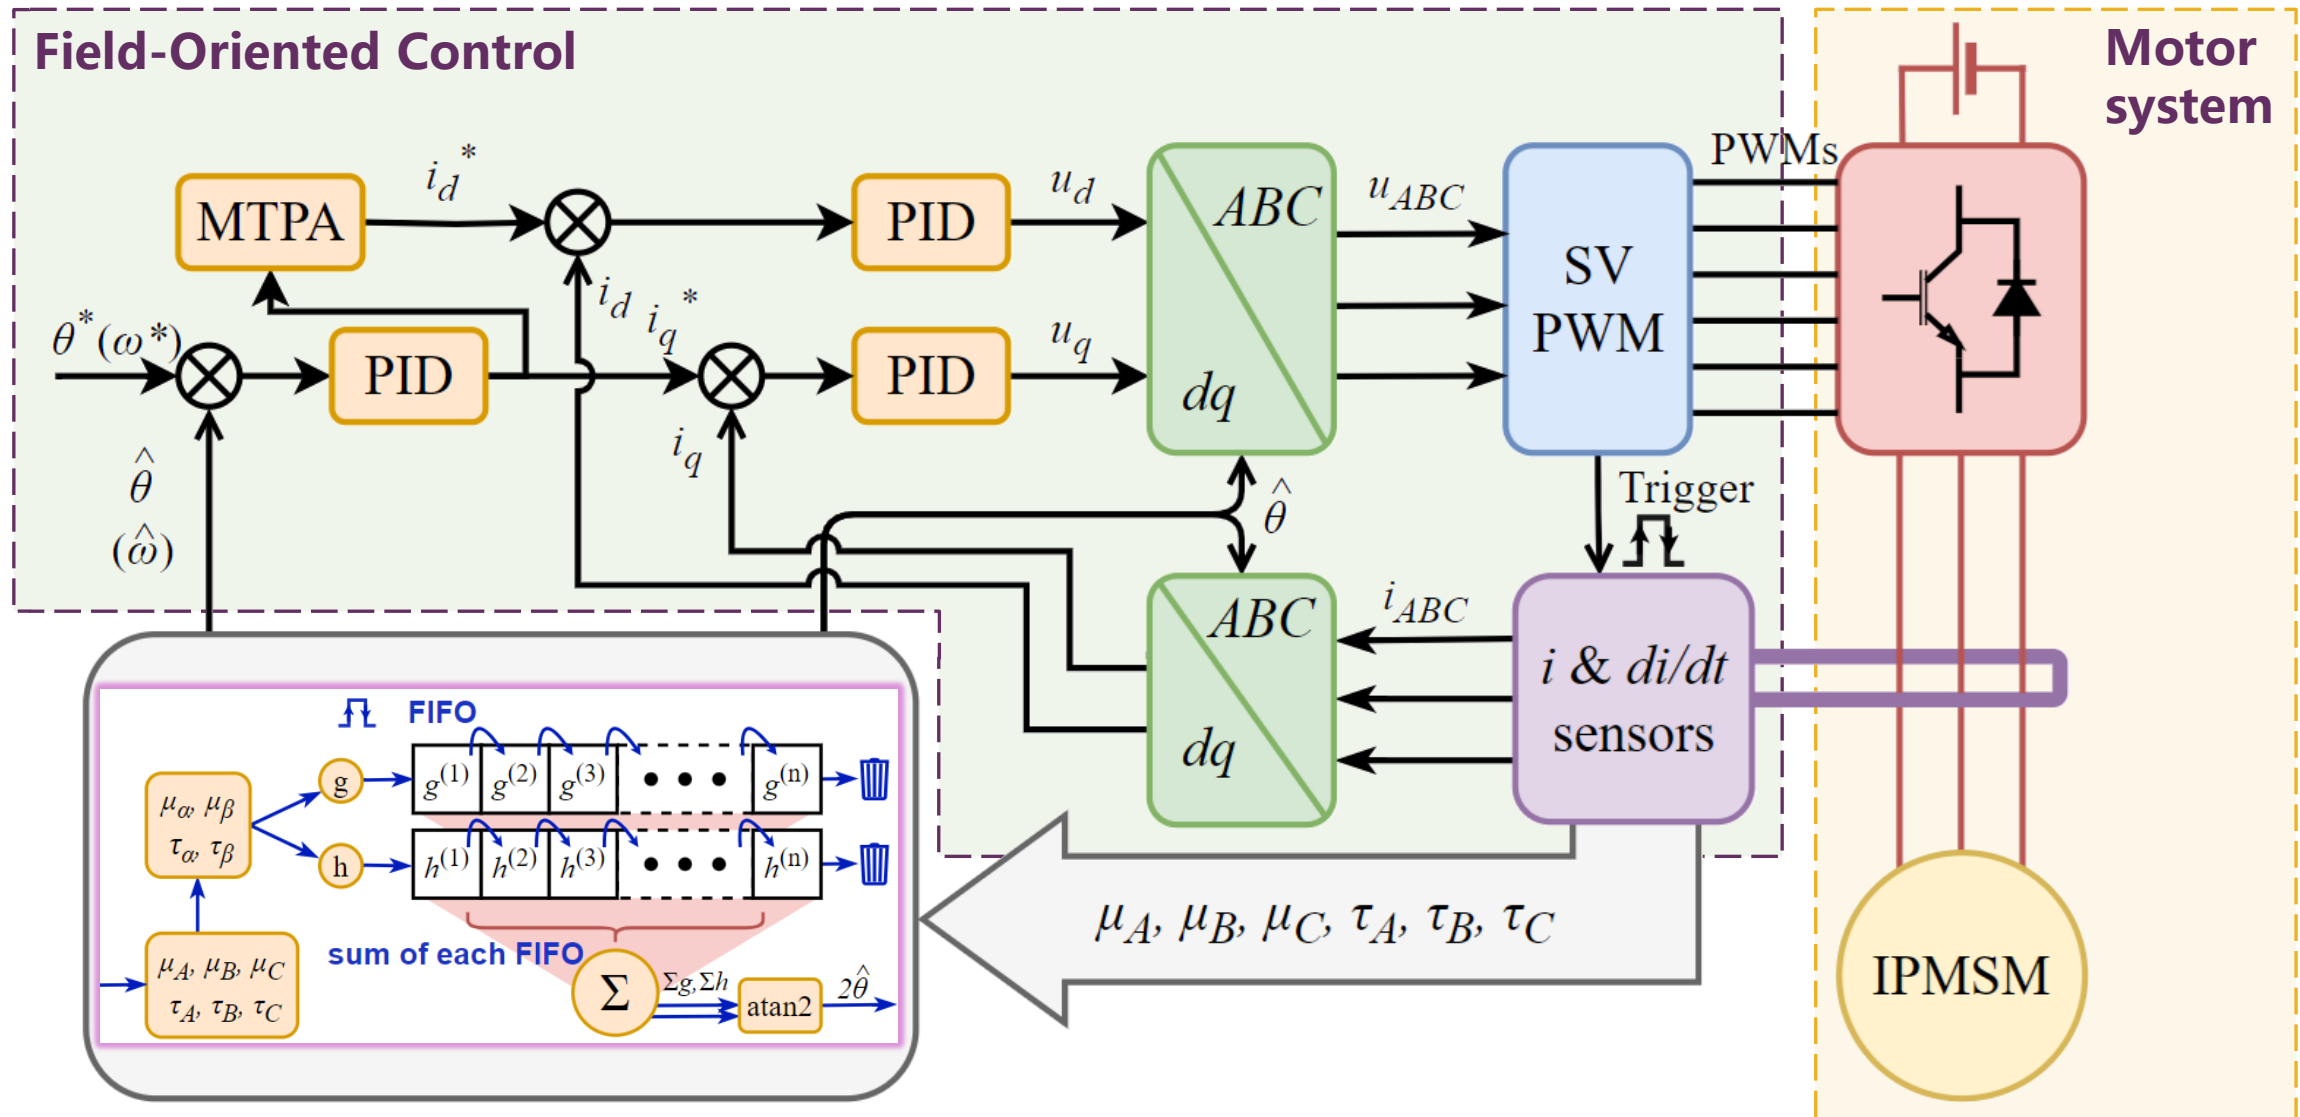 Field-Oriented Control
Motor
system
PWMs
MTPA
i_d^*
PID
u_d
ABC
dq
u_ABC
SV
PWM
θ^*(ω*)
PID
i_d
i_q^*
PID
u_q
i_q
θ̂
(ω̂)
θ̂
Trigger
ABC
dq
i_ABC
i & di/dt
sensors
FIFO
g
g^(1) g^(2) g^(3) • • • g^(n)
μ_α, μ_β
τ_α, τ_β
h
h^(1) h^(2) h^(3) • • • h^(n)
sum of each FIFO
μ_A, μ_B, μ_C
τ_A, τ_B, τ_C
Σ
Σg,Σh
atan2
2θ̂
μ_A, μ_B, μ_C, τ_A, τ_B, τ_C
IPMSM